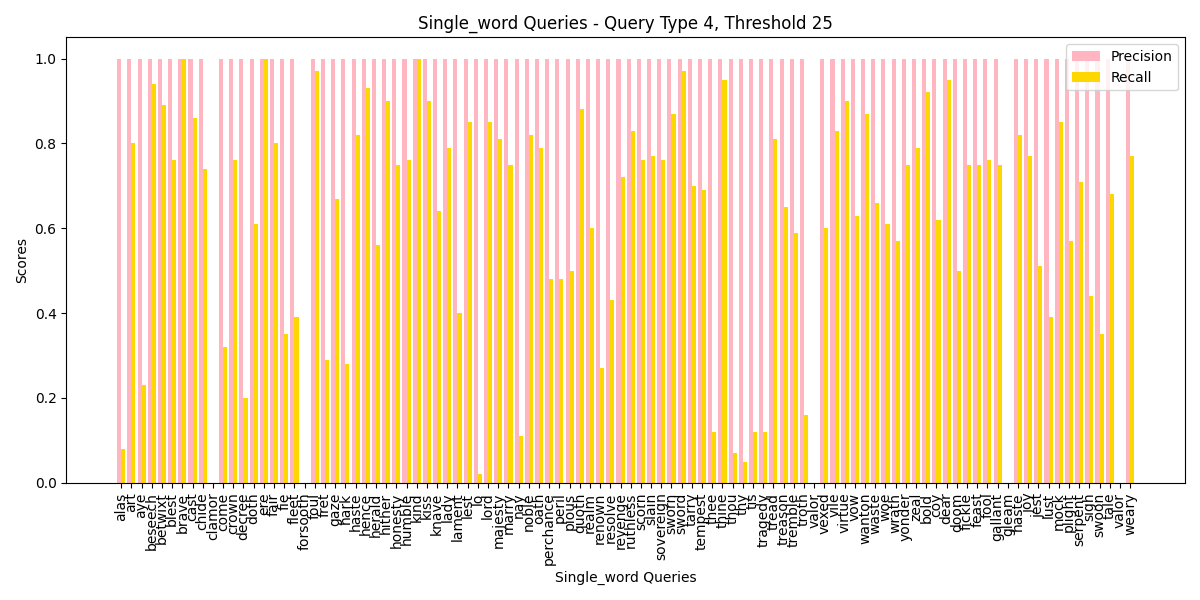 Single_word Queries - Query Type 4, Threshold 25
Precision
Recall
Scores
1.0
0.8
0.6
0.4
0.2
0.0
alas
art
aye
beseech
betwixt
blest
brave
cast
chide
clamor
come
crown
decree
doth
ere
fair
fie
fleet
forsooth
foul
fret
gaze
hark
haste
hence
herald
hither
honesty
humble
kind
kiss
knave
lady
lament
lest
lo
lord
majesty
marry
nay
noble
oath
perchance
peril
pious
quoth
realm
renown
resolve
revenge
ruthless
scorn
slain
sovereign
sworn
sword
tarry
tempest
thee
thine
thou
thy
tis
tragedy
tread
treason
tremble
troth
valor
vexed
vile
virtue
vow
wanton
waste
woe
wrath
yonder
zeal
bold
coy
dear
doom
fickle
feast
fool
gallant
gleam
haste
joy
jest
lust
mock
plight
serpent
sigh
swoon
tale
valor
weary
Single_word Queries